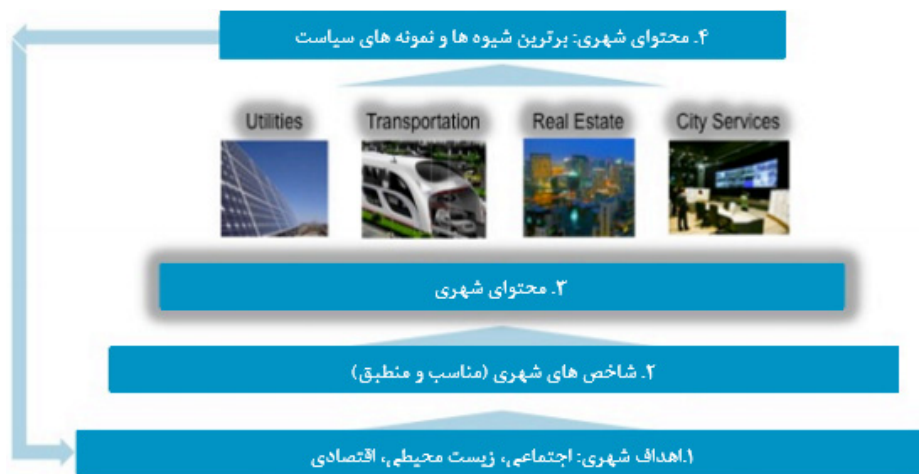 ۴. محتوای شهری: برترین شیوه ها و نمونه های سیاست
Utilities Transportation Real Estate City Services
۳. محتوای شهری
۲. شاخص های شهری (مناسب و منطبق)
۱.اهداف شهری: اجتماعی، زیست محیطی، اقتصادی